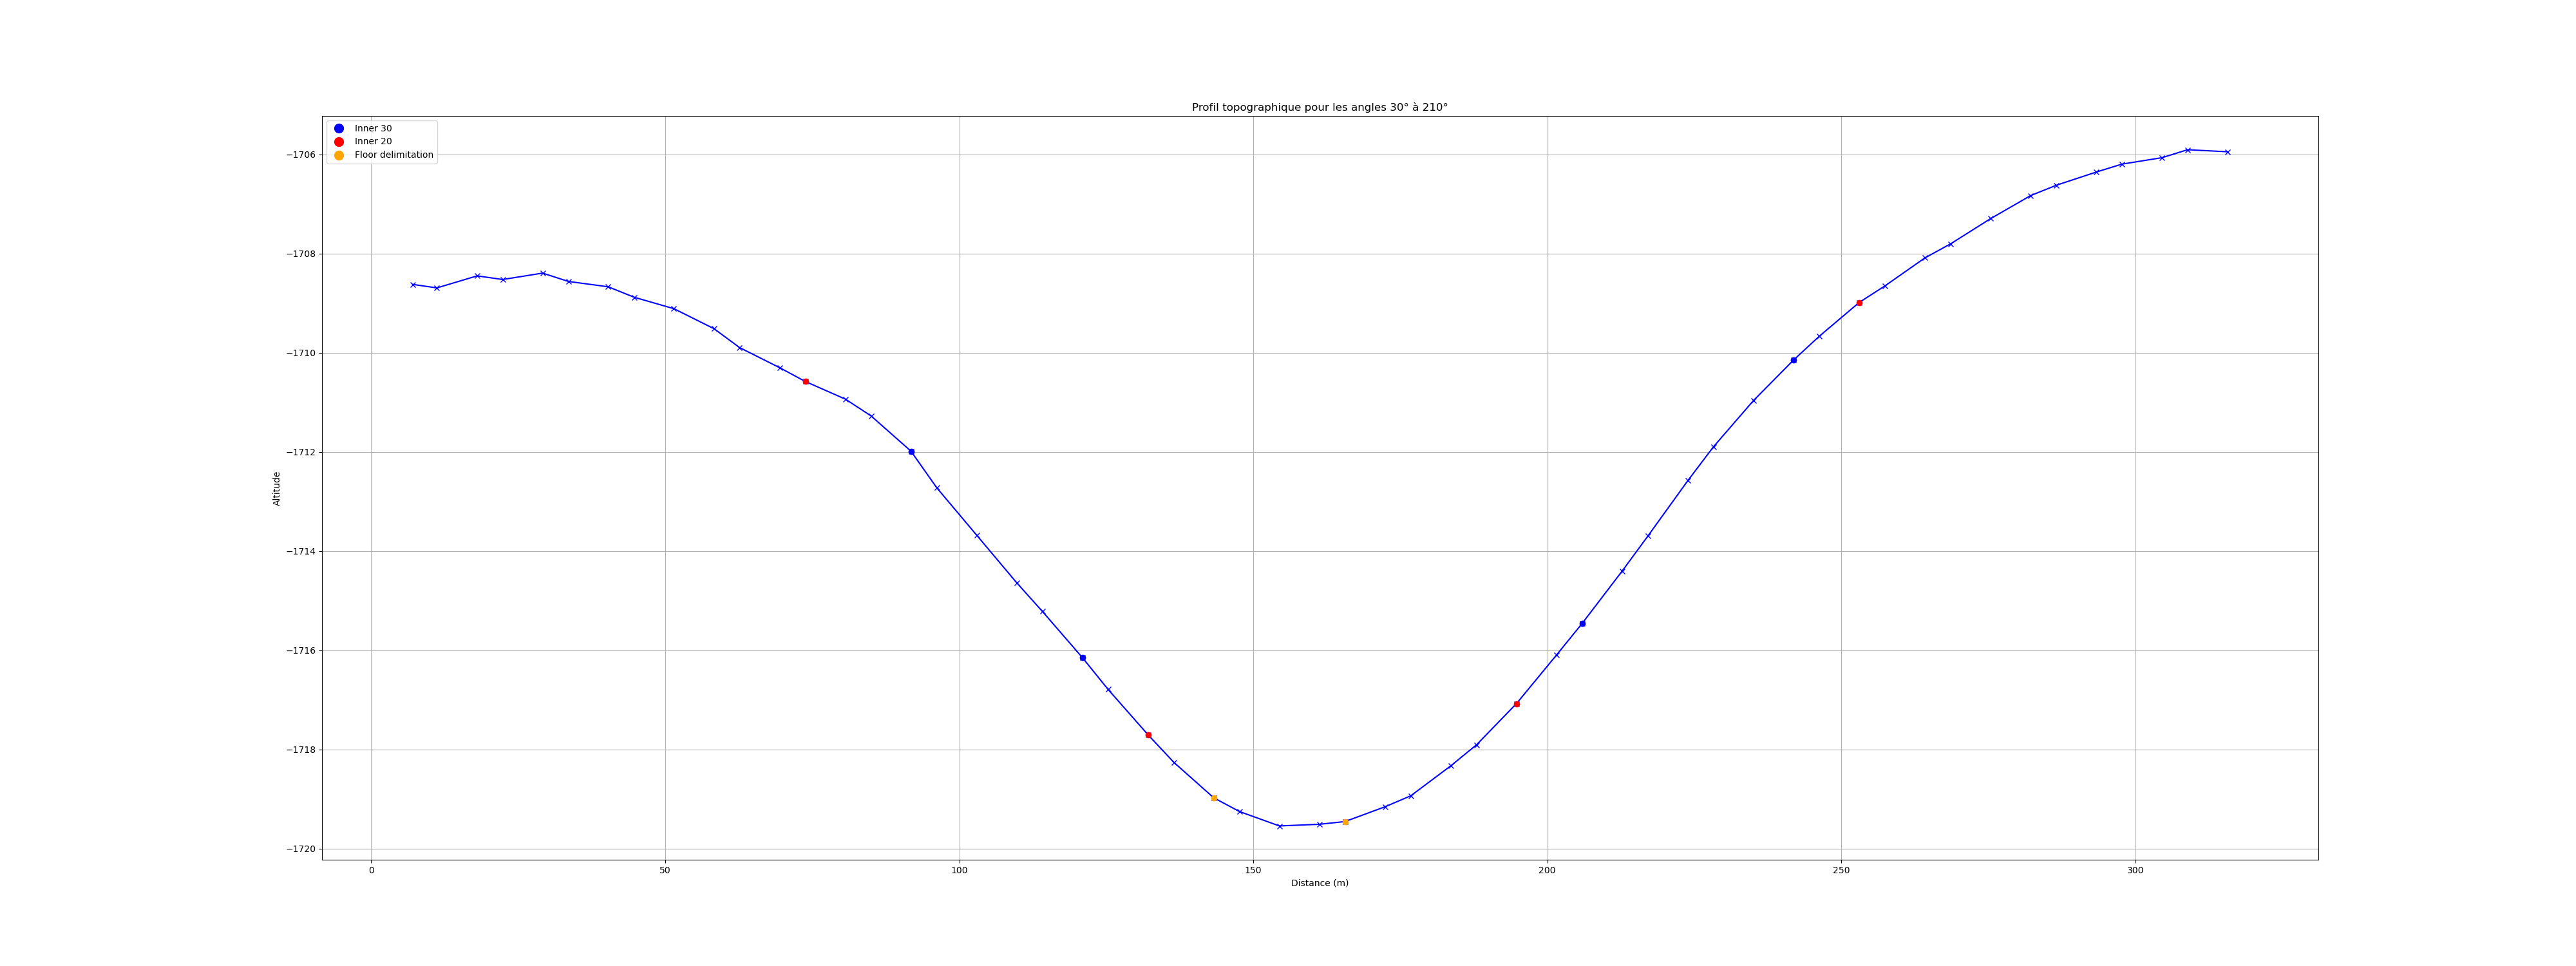 Profil topographique pour les angles 30° à 210°
Inner 30
Inner 20
Floor delimitation
−1706
−1708
−1710
−1712
−1714
−1716
−1718
−1720
Altitude
0 50 100 150 200 250 300
Distance (m)